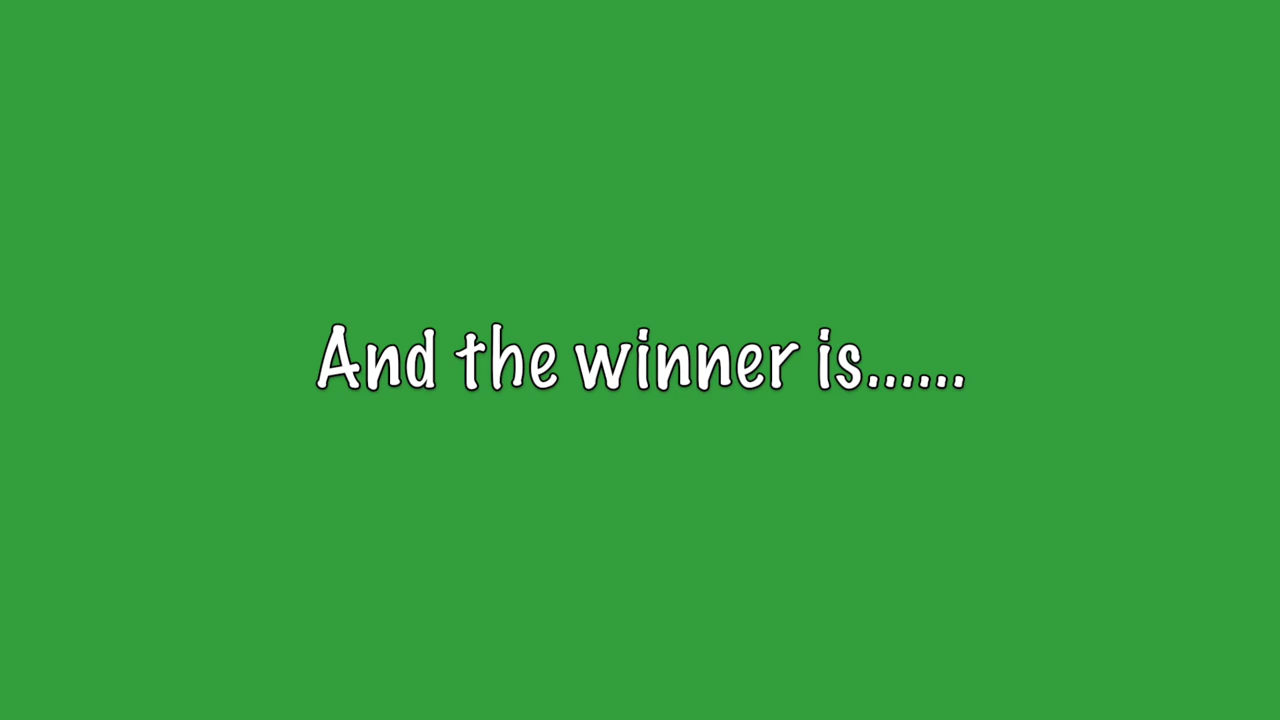 And the winner is......